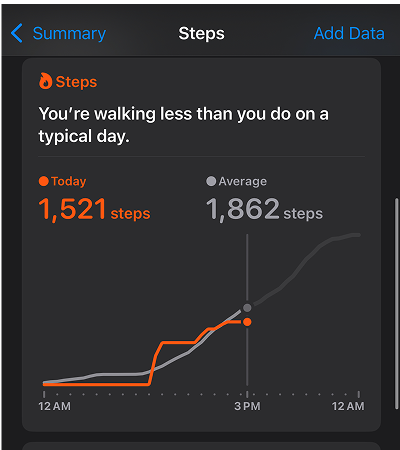 Summary
Steps
Add Data
Steps
You're walking less than you do on a
typical day.
Today
Average
1,521 steps
1,862 steps
12 AM
3 PM
12 AM